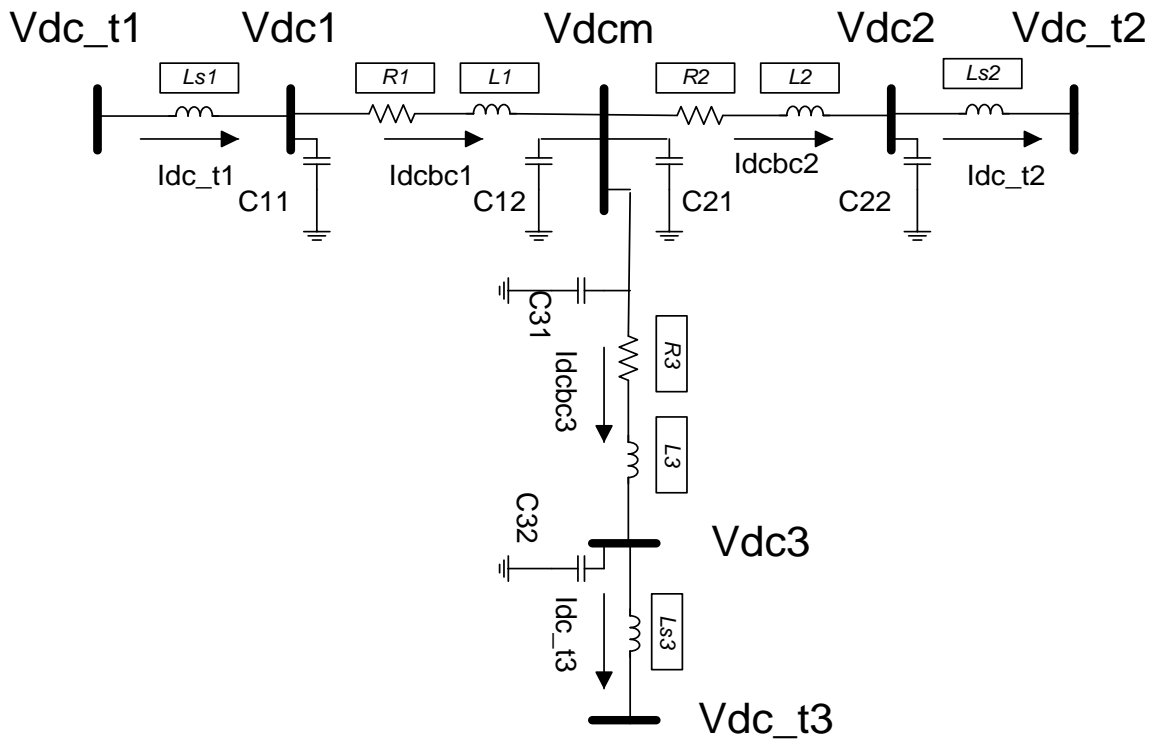 Vdc_t1
Vdc1
Vdcm
Vdc2
Vdc_t2
Ls1
R1
L1
R2
L2
Ls2
Idc_t1
Idcbc1
Idcbc2
Idc_t2
C11
C12
C21
C22
C31
R3
Idcbc3
L3
C32
Vdc3
Idc_t3
Ls3
Vdc_t3